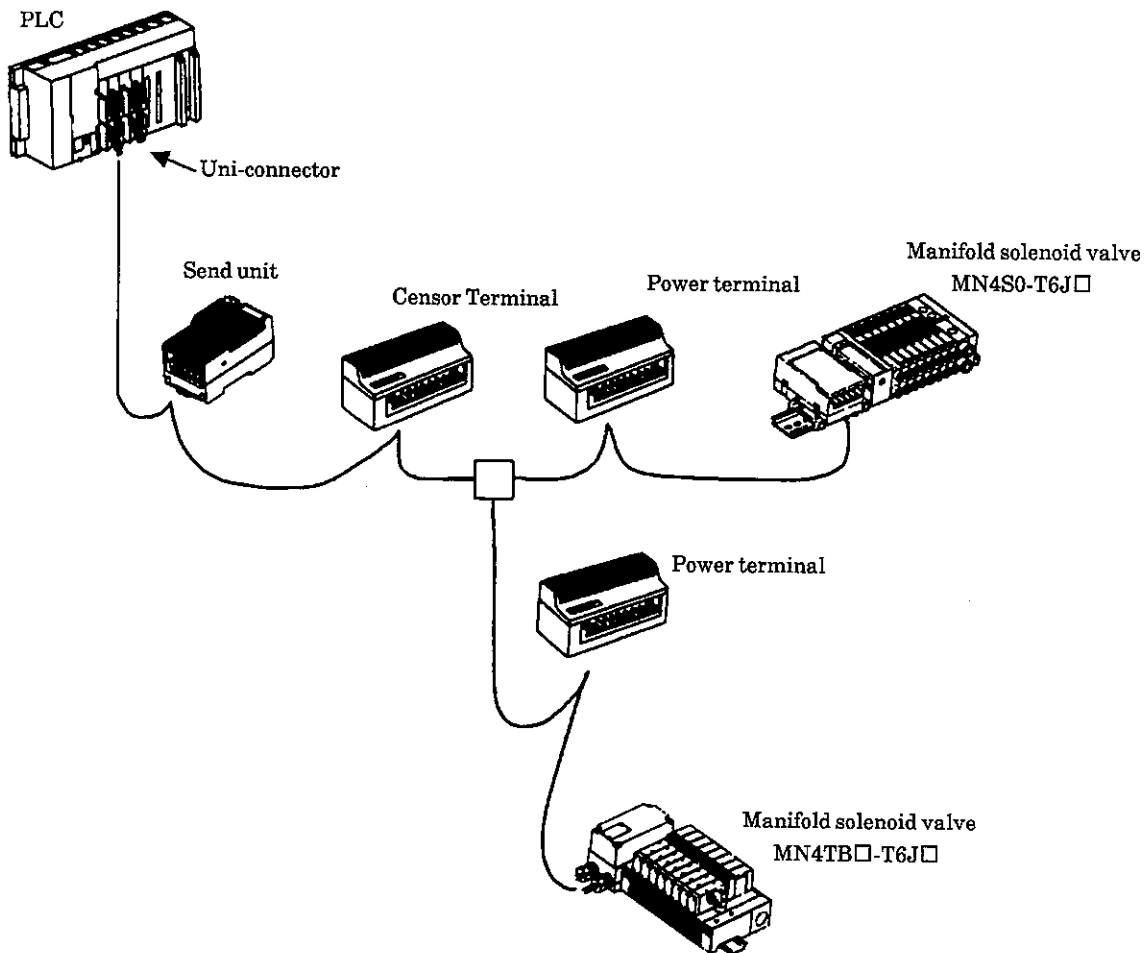 PLC
Uni-connector
Send unit
Censor Terminal
Power terminal
Manifold solenoid valve
MN4S0-T6J□
Power terminal
Manifold solenoid valve
MN4TB□-T6J□